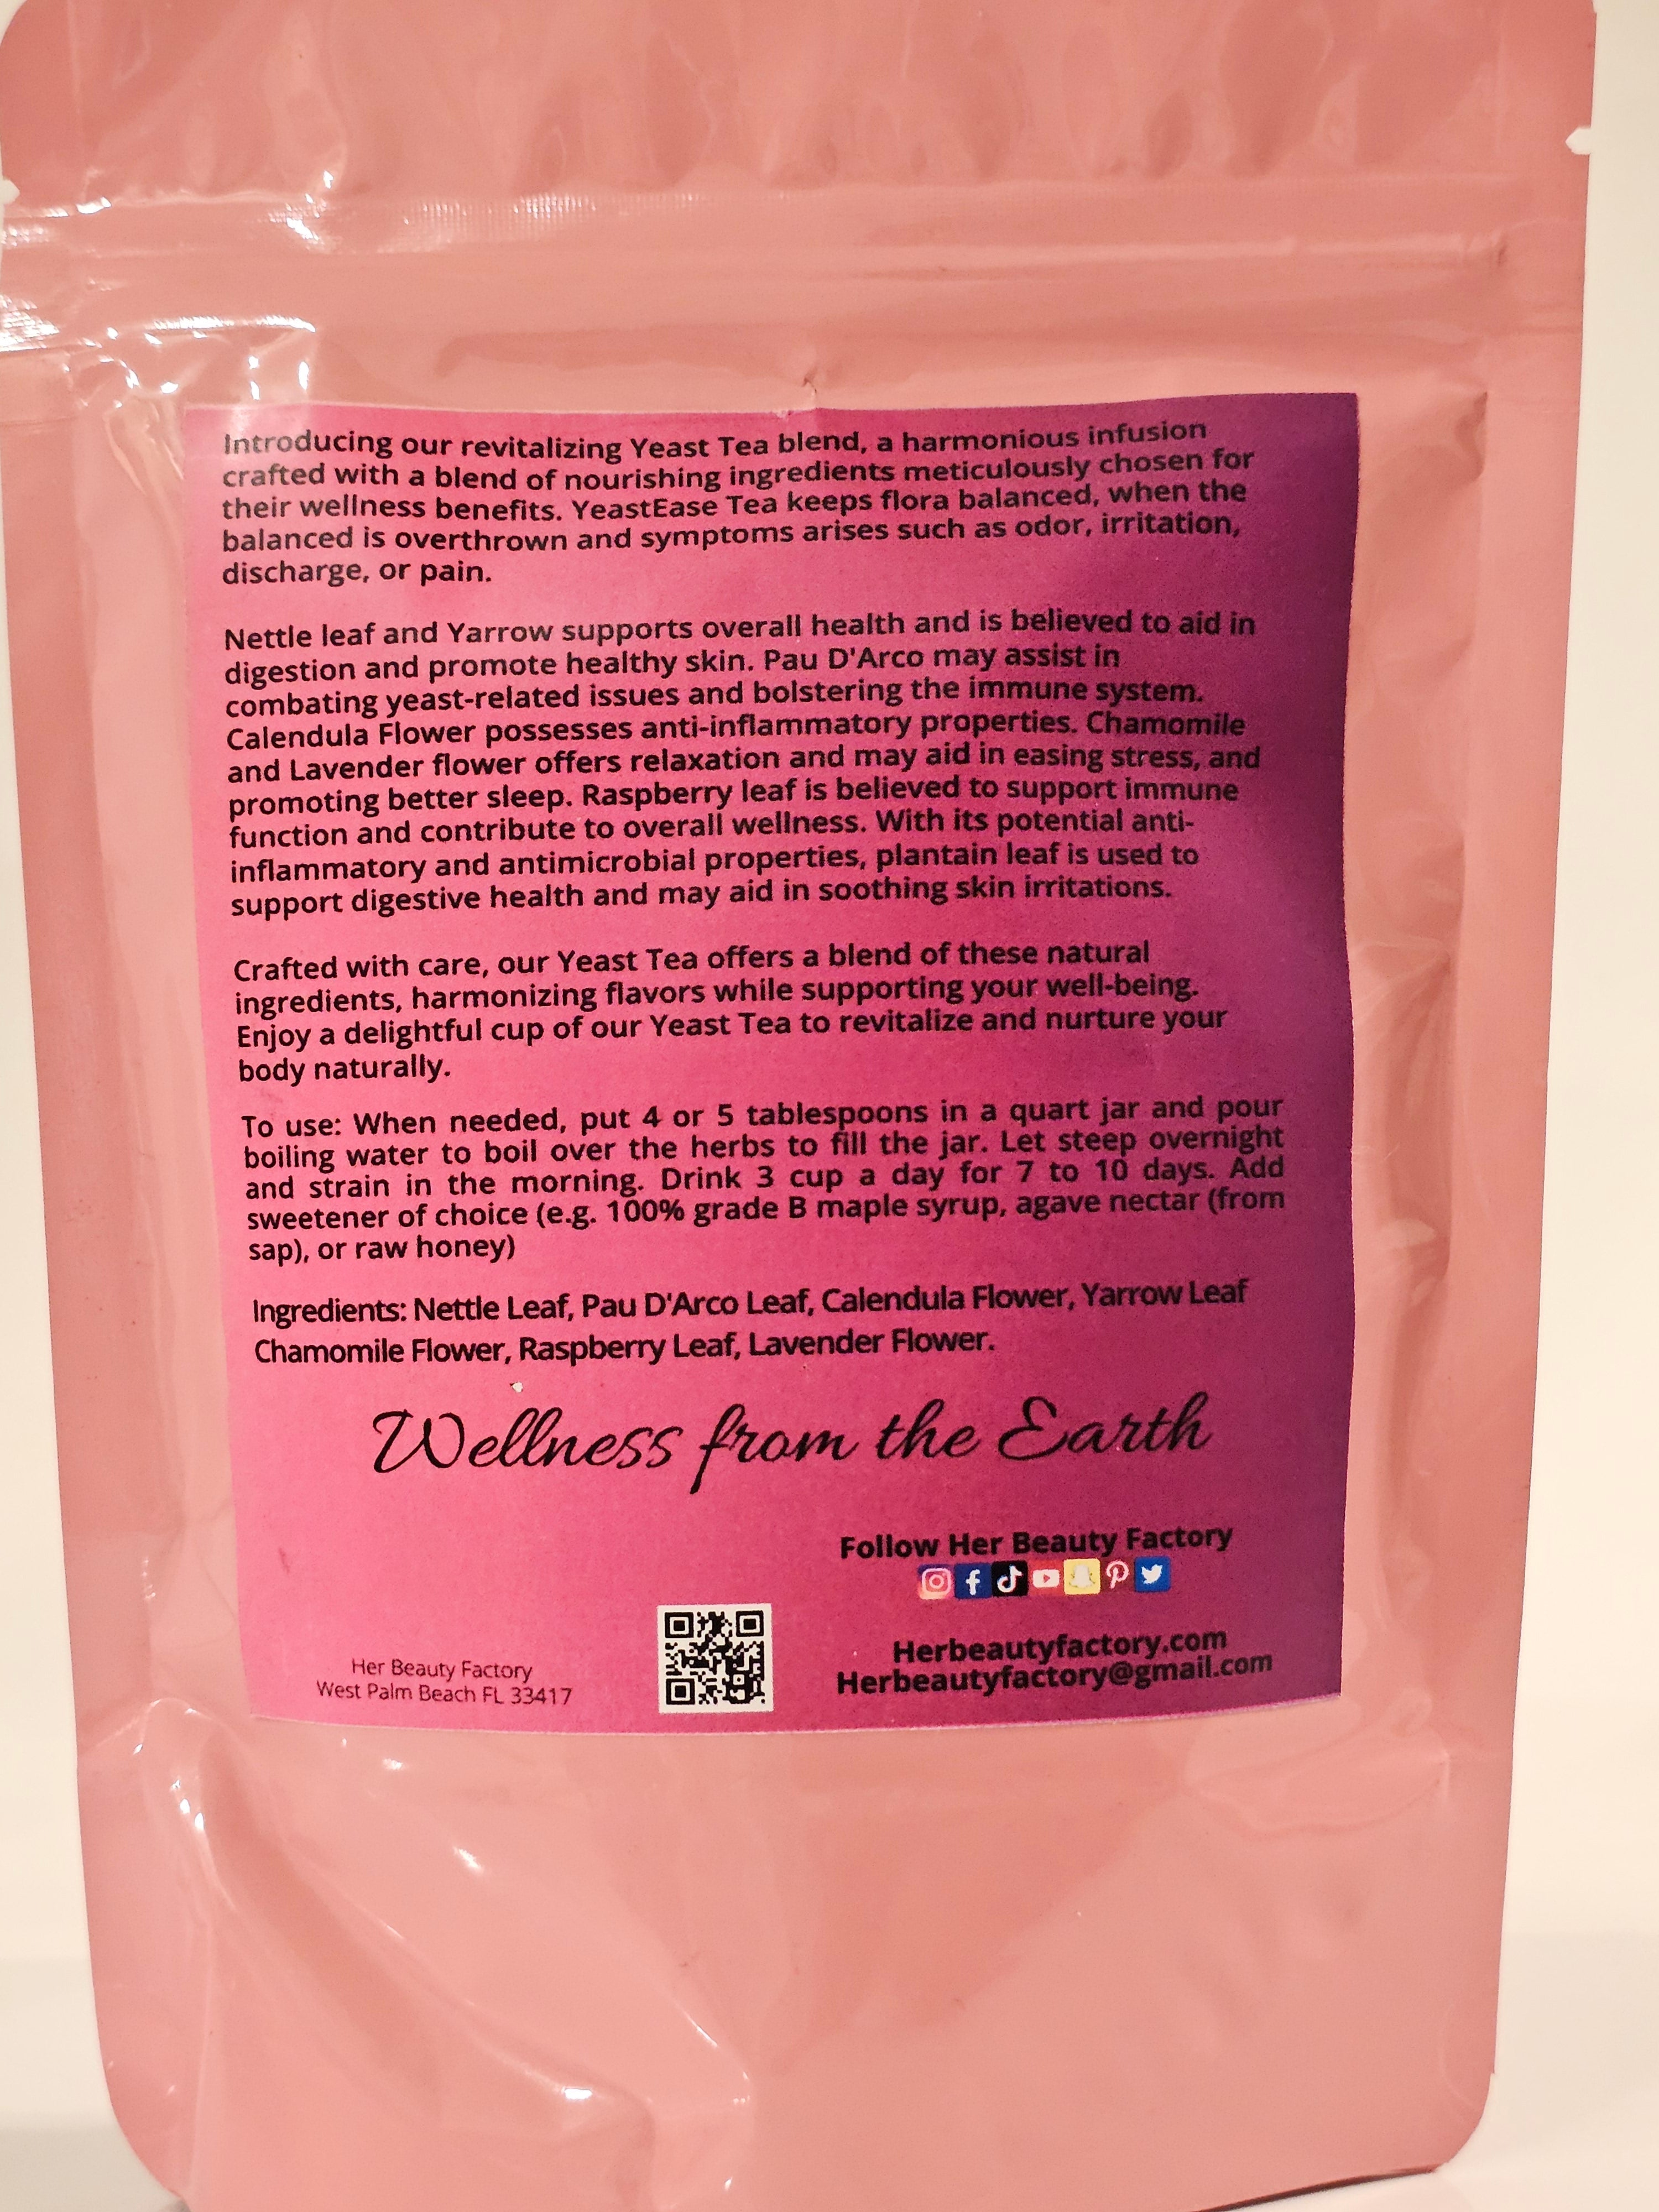 Introducing our revitalizing Yeast Tea blend, a harmonious infusion
crafted with a blend of nourishing ingredients meticulously chosen for
their wellness benefits. YeastEase Tea keeps flora balanced, when the
balanced is overthrown and symptoms arises such as odor, irritation,
discharge, or pain.
Nettle leaf and Yarrow supports overall health and is believed to aid in
digestion and promote healthy skin. Pau D'Arco may assist in
combating yeast-related issues and bolstering the immune system.
Calendula Flower possesses anti-inflammatory properties. Chamomile
and Lavender flower offers relaxation and may aid in easing stress, and
promoting better sleep. Raspberry leaf is believed to support immune
function and contribute to overall wellness. With its potential anti-
inflammatory and antimicrobial properties, plantain leaf is used to
support digestive health and may aid in soothing skin irritations.
Crafted with care, our Yeast Tea offers a blend of these natural
ingredients, harmonizing flavors while supporting your well-being.
Enjoy a delightful cup of our Yeast Tea to revitalize and nurture your
body naturally.
To use: When needed, put 4 or 5 tablespoons in a quart jar and pour
boiling water to boil over the herbs to fill the jar. Let steep overnight
and strain in the morning. Drink 3 cup a day for 7 to 10 days. Add
sweetener of choice (e.g. 100% grade B maple syrup, agave nectar (from
sap), or raw honey)
Ingredients: Nettle Leaf, Pau D'Arco Leaf, Calendula Flower, Yarrow Leaf
Chamomile Flower, Raspberry Leaf, Lavender Flower.
Wellness from the Earth
Follow Her Beauty Factory
Her Beauty Factory
West Palm Beach FL 33417
Herbeautyfactory.com
Herbeautyfactory@gmail.com